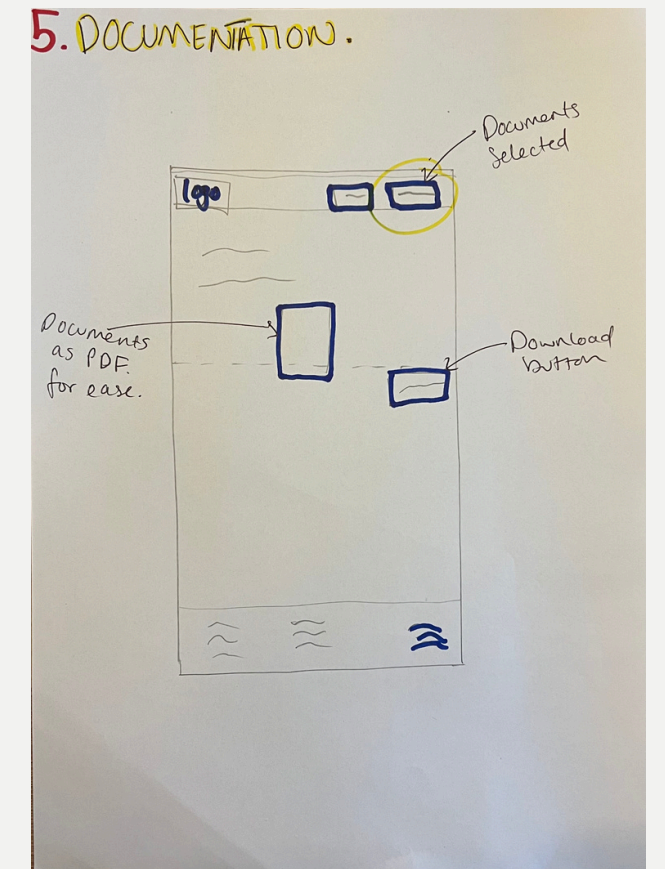 5. DOCUMENTATION.
Documents
Selected
logo
Documents
as PDF.
for ease.
Download
button